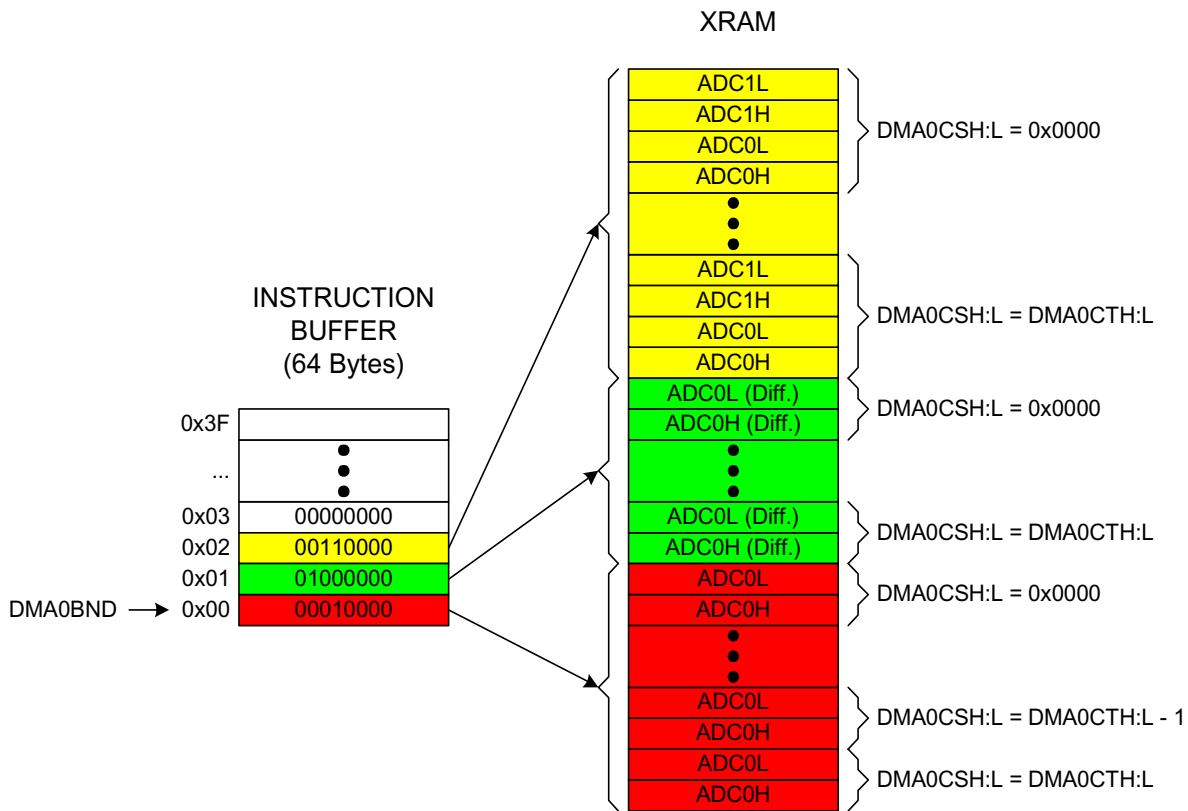 XRAM
ADC1L
ADC1H
ADC0L
ADC0H
DMA0CSH:L = 0x0000
ADC1L
ADC1H
ADC0L
ADC0H
DMA0CSH:L = DMA0CTH:L
ADC0L (Diff.)
ADC0H (Diff.)
DMA0CSH:L = 0x0000
ADC0L (Diff.)
ADC0H (Diff.)
DMA0CSH:L = DMA0CTH:L
ADC0L
ADC0H
DMA0CSH:L = 0x0000
ADC0L
ADC0H
DMA0CSH:L = DMA0CTH:L - 1
ADC0L
ADC0H
DMA0CSH:L = DMA0CTH:L
INSTRUCTION
BUFFER
(64 Bytes)
0x3F
...
0x03 00000000
0x02 00110000
0x01 01000000
DMA0BND 0x00 00010000